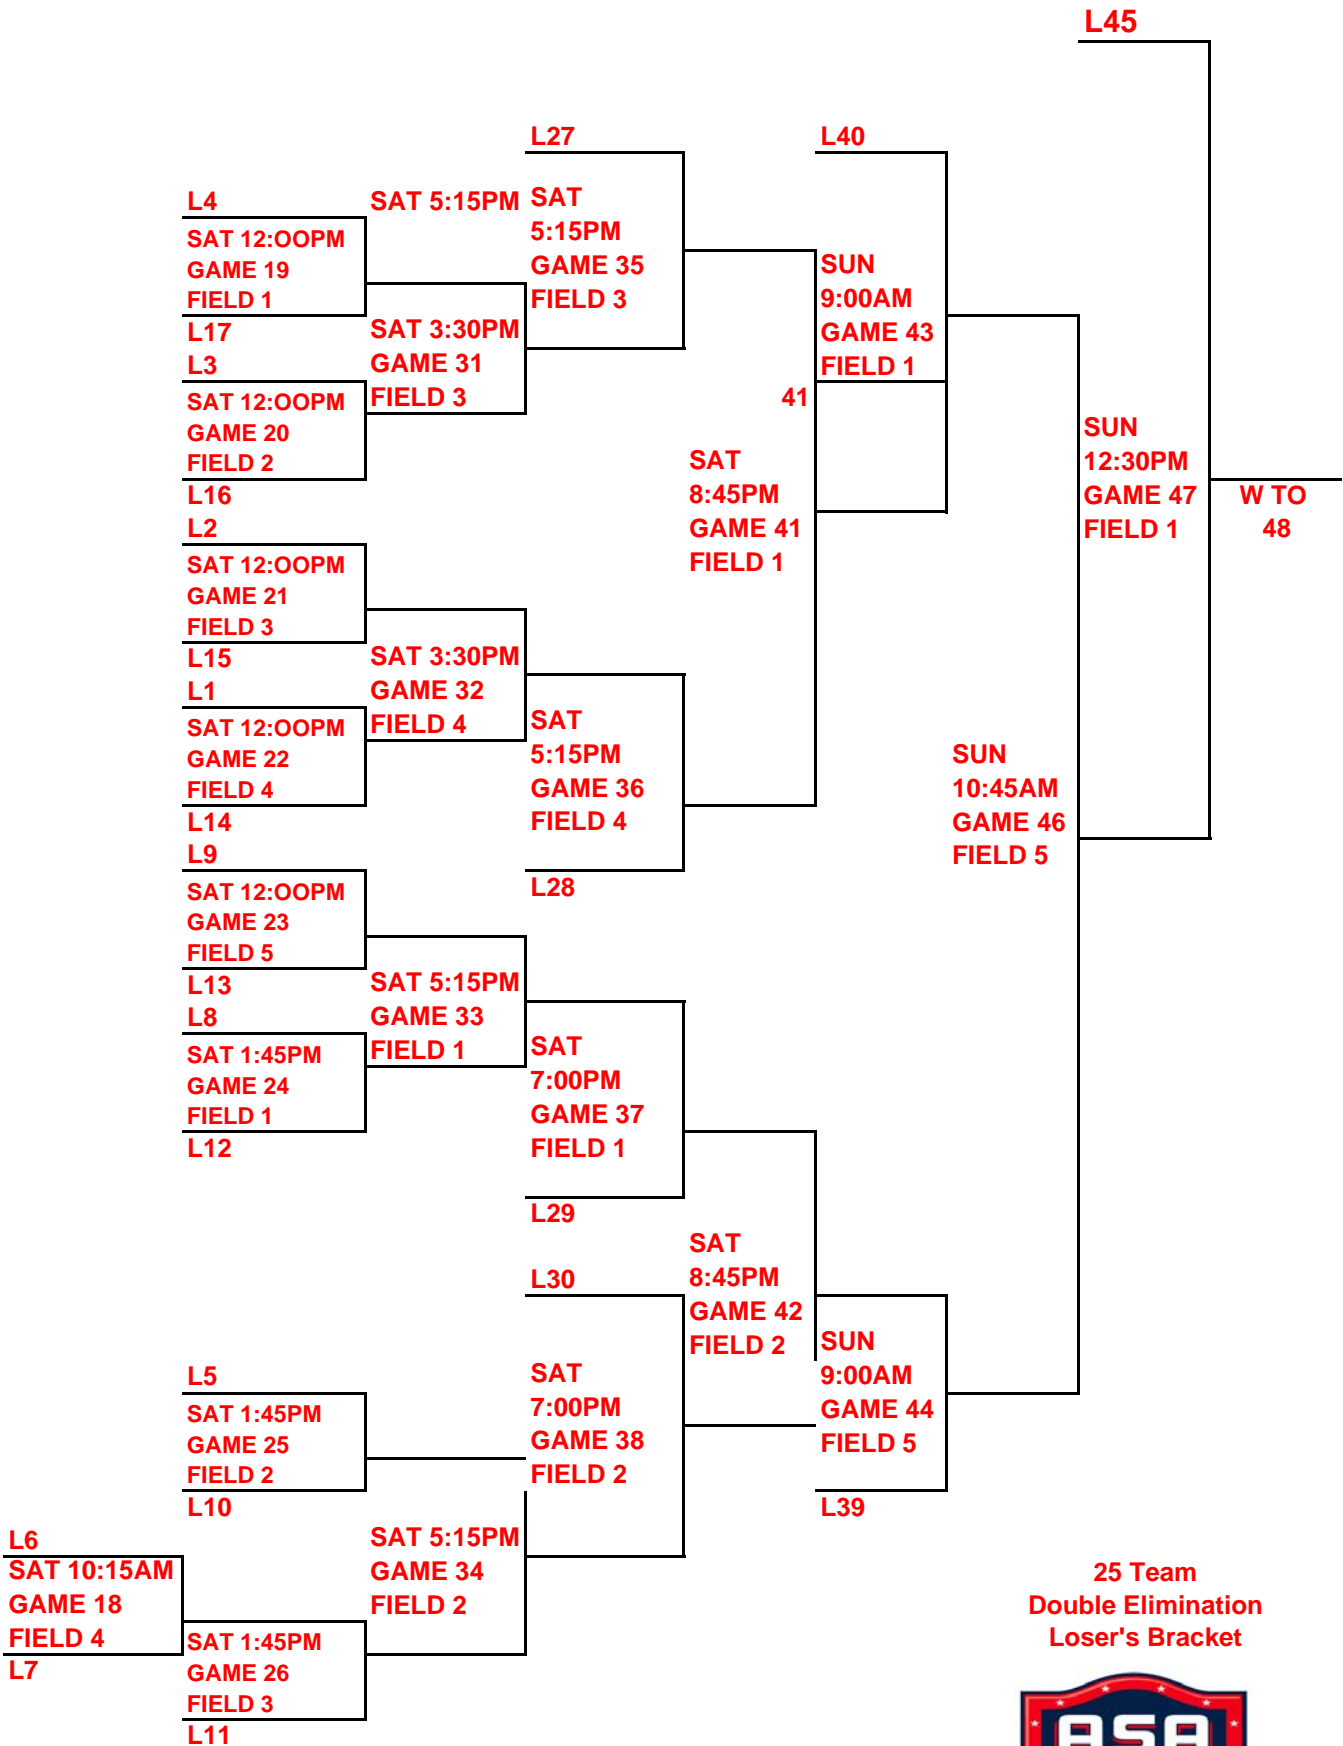 L45
L27
L40
L4
SAT 5:15PM
SAT
5:15PM
GAME 35
FIELD 3
SAT 12:OOPM
GAME 19
FIELD 1
L17
SUN
9:00AM
GAME 43
FIELD 1
SAT 3:30PM
GAME 31
FIELD 3
L3
SAT 12:OOPM
GAME 20
FIELD 2
L16
41
SUN
12:30PM
GAME 47
FIELD 1
W TO
48
SAT
8:45PM
GAME 41
FIELD 1
L2
SAT 12:OOPM
GAME 21
FIELD 3
L15
SAT 3:30PM
GAME 32
FIELD 4
L1
SAT 12:OOPM
GAME 22
FIELD 4
L14
SAT
5:15PM
GAME 36
FIELD 4
L28
SUN
10:45AM
GAME 46
FIELD 5
L9
SAT 12:OOPM
GAME 23
FIELD 5
L13
SAT 5:15PM
GAME 33
FIELD 1
L8
SAT 1:45PM
GAME 24
FIELD 1
L12
SAT
7:00PM
GAME 37
FIELD 1
L29
SAT
8:45PM
GAME 42
FIELD 2
L30
SUN
9:00AM
GAME 44
FIELD 5
L39
L5
SAT 1:45PM
GAME 25
FIELD 2
L10
SAT
7:00PM
GAME 38
FIELD 2
SAT 5:15PM
GAME 34
FIELD 2
L6
SAT 10:15AM
GAME 18
FIELD 4
L7
SAT 1:45PM
GAME 26
FIELD 3
L11
25 Team
Double Elimination
Loser's Bracket
ASA